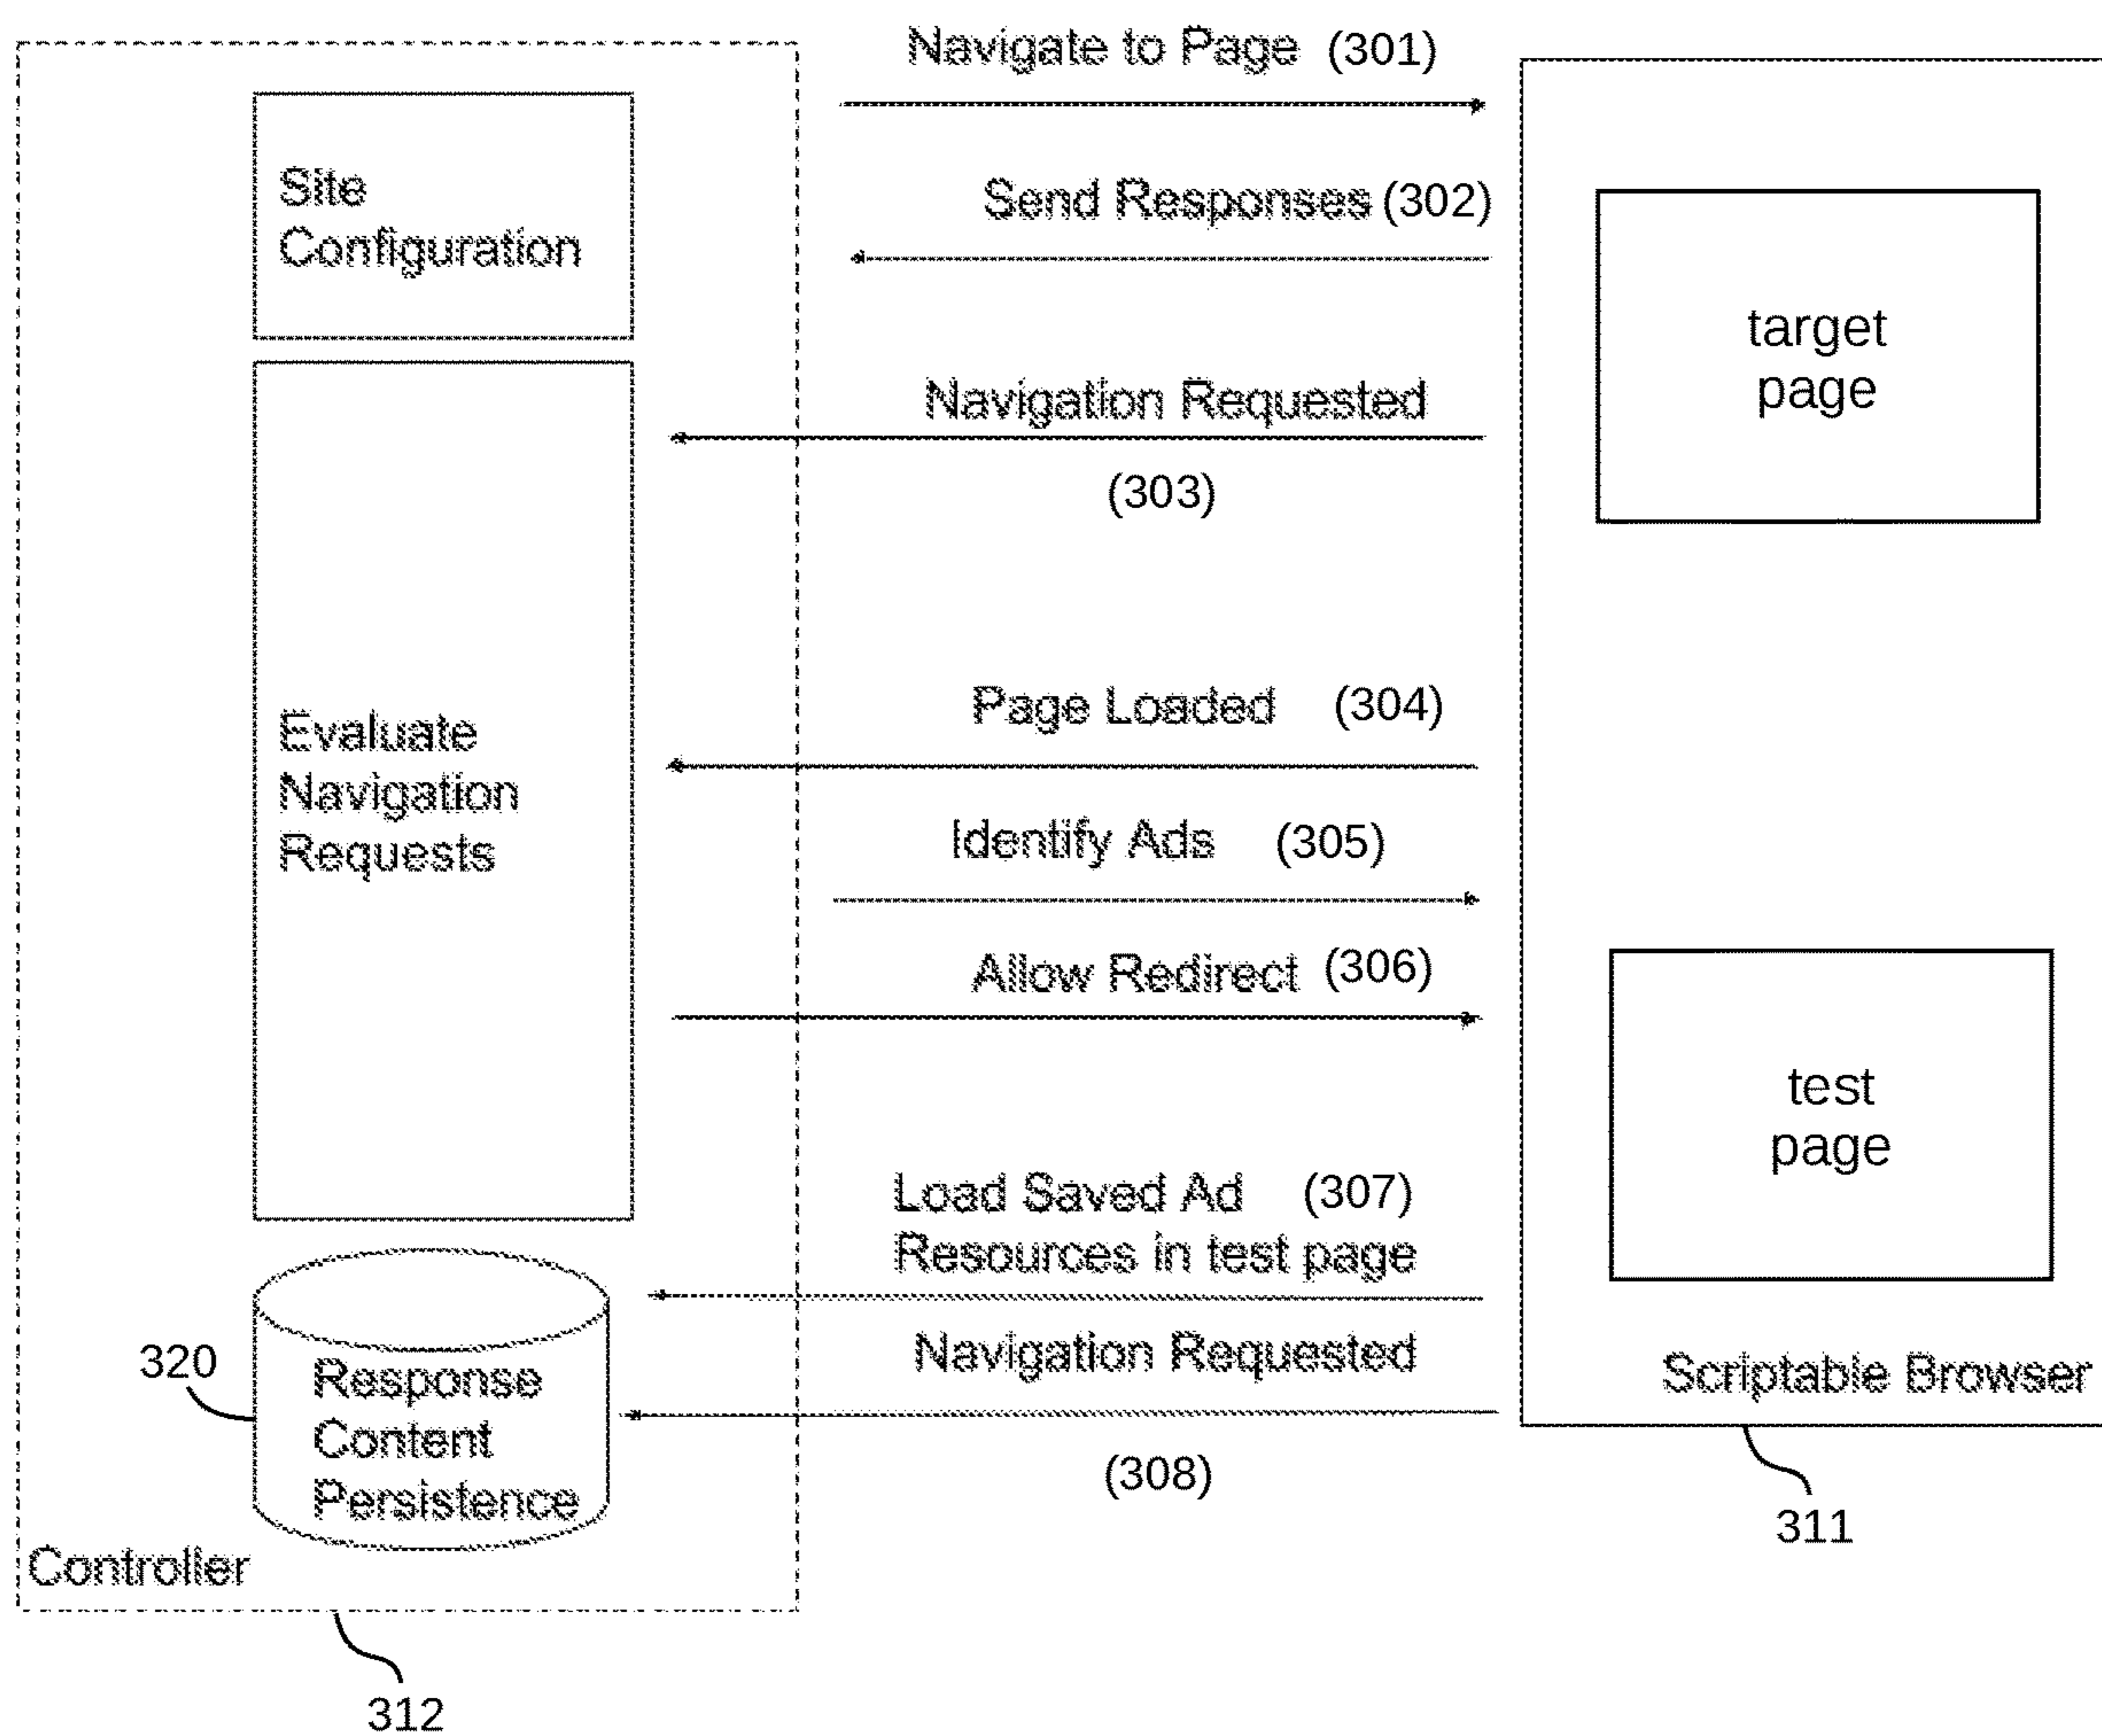 Navigate to Page (301)
Site
Configuration
Send Responses (302)
target
page
Navigation Requested
(303)
Page Loaded (304)
Evaluate
Navigation
Requests
Identify Ads (305)
Allow Redirect (306)
test
page
Load Saved Ad (307)
Resources in test page
Navigation Requested
320
Response
Content
Persistence
Scriptable Browser
(308)
311
Controller
312